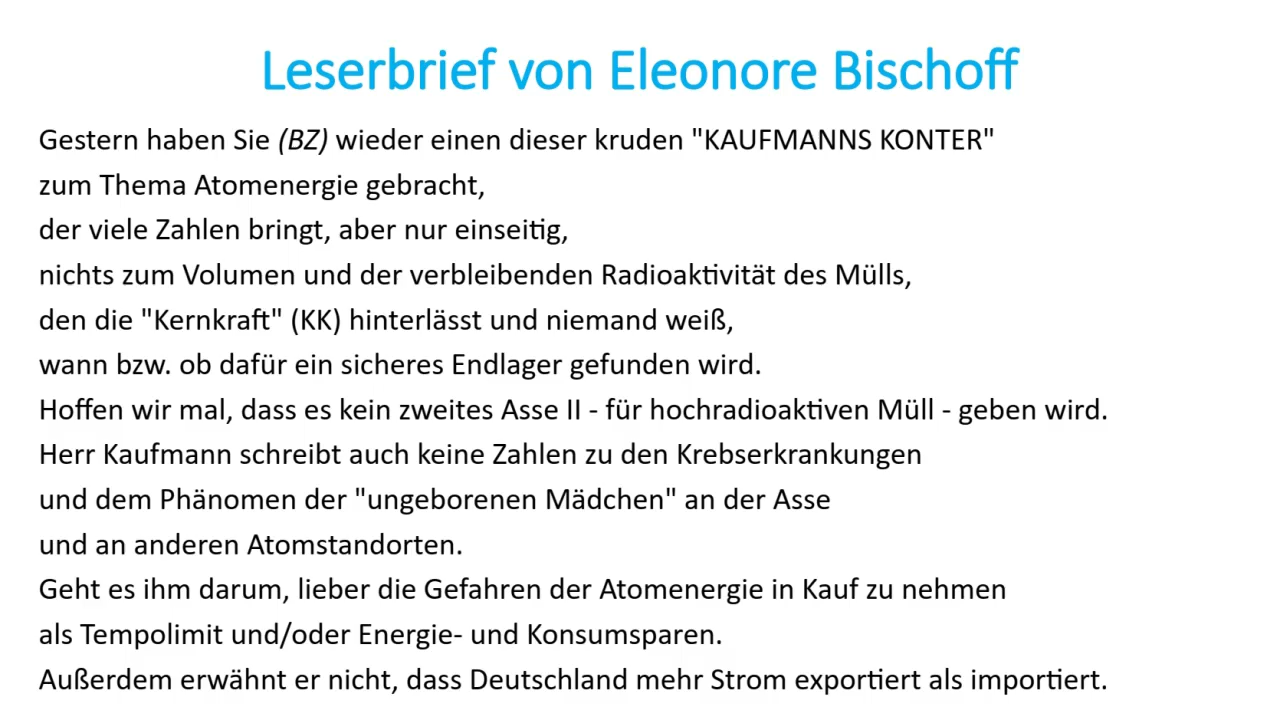 Leserbrief von Eleonore Bischoff
Gestern haben Sie (BZ) wieder einen dieser kruden "KAUFMANNS KONTER"
zum Thema Atomenergie gebracht,
der viele Zahlen bringt, aber nur einseitig,
nichts zum Volumen und der verbleibenden Radioaktivität des Mülls,
den die "Kernkraft" (KK) hinterlässt und niemand weiß,
wann bzw. ob dafür ein sicheres Endlager gefunden wird.
Hoffen wir mal, dass es kein zweites Asse II - für hochradioaktiven Müll - geben wird.
Herr Kaufmann schreibt auch keine Zahlen zu den Krebserkrankungen
und dem Phänomen der "ungeborenen Mädchen" an der Asse
und an anderen Atomstandorten.
Geht es ihm darum, lieber die Gefahren der Atomenergie in Kauf zu nehmen
als Tempolimit und/oder Energie- und Konsumsparen.
Außerdem erwähnt er nicht, dass Deutschland mehr Strom exportiert als importiert.